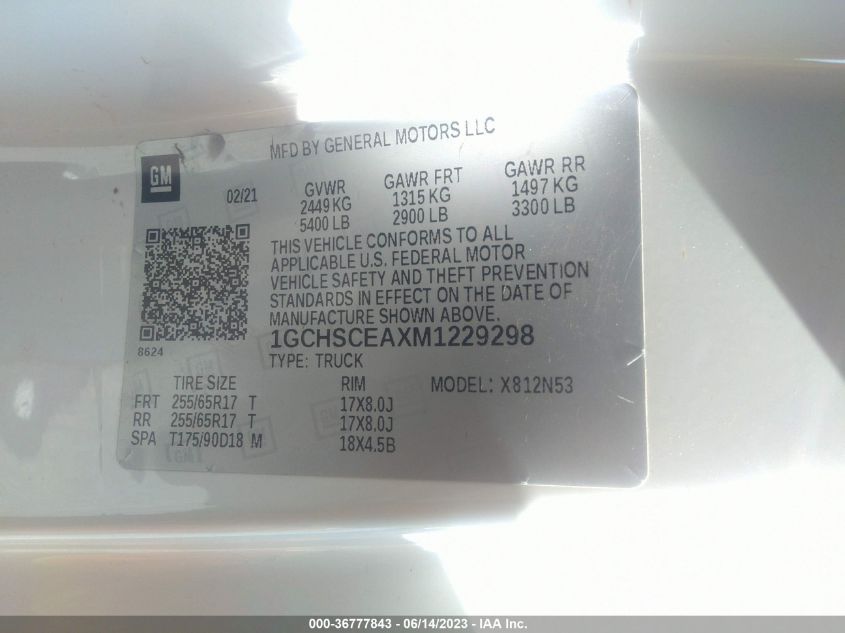 MFD BY GENERAL MOTORS LLC
GM
02/21
GVWR GAWR FRT GAWR RR
2449 KG 1315 KG 1497 KG
5400 LB 2900 LB 3300 LB
THIS VEHICLE CONFORMS TO ALL
APPLICABLE U.S. FEDERAL MOTOR
VEHICLE SAFETY AND THEFT PREVENTION
STANDARDS IN EFFECT ON THE DATE OF
MANUFACTURE SHOWN ABOVE.
1GCHSCEAXM1229298
8624
TYPE: TRUCK
TIRE SIZE RIM MODEL: X812N53
FRT 255/65R17 T 17X8.0J
RR 255/65R17 T 17X8.0J
SPA T175/90D18 M 18X4.5B
000-36777843 - 06/14/2023 - IAA Inc.